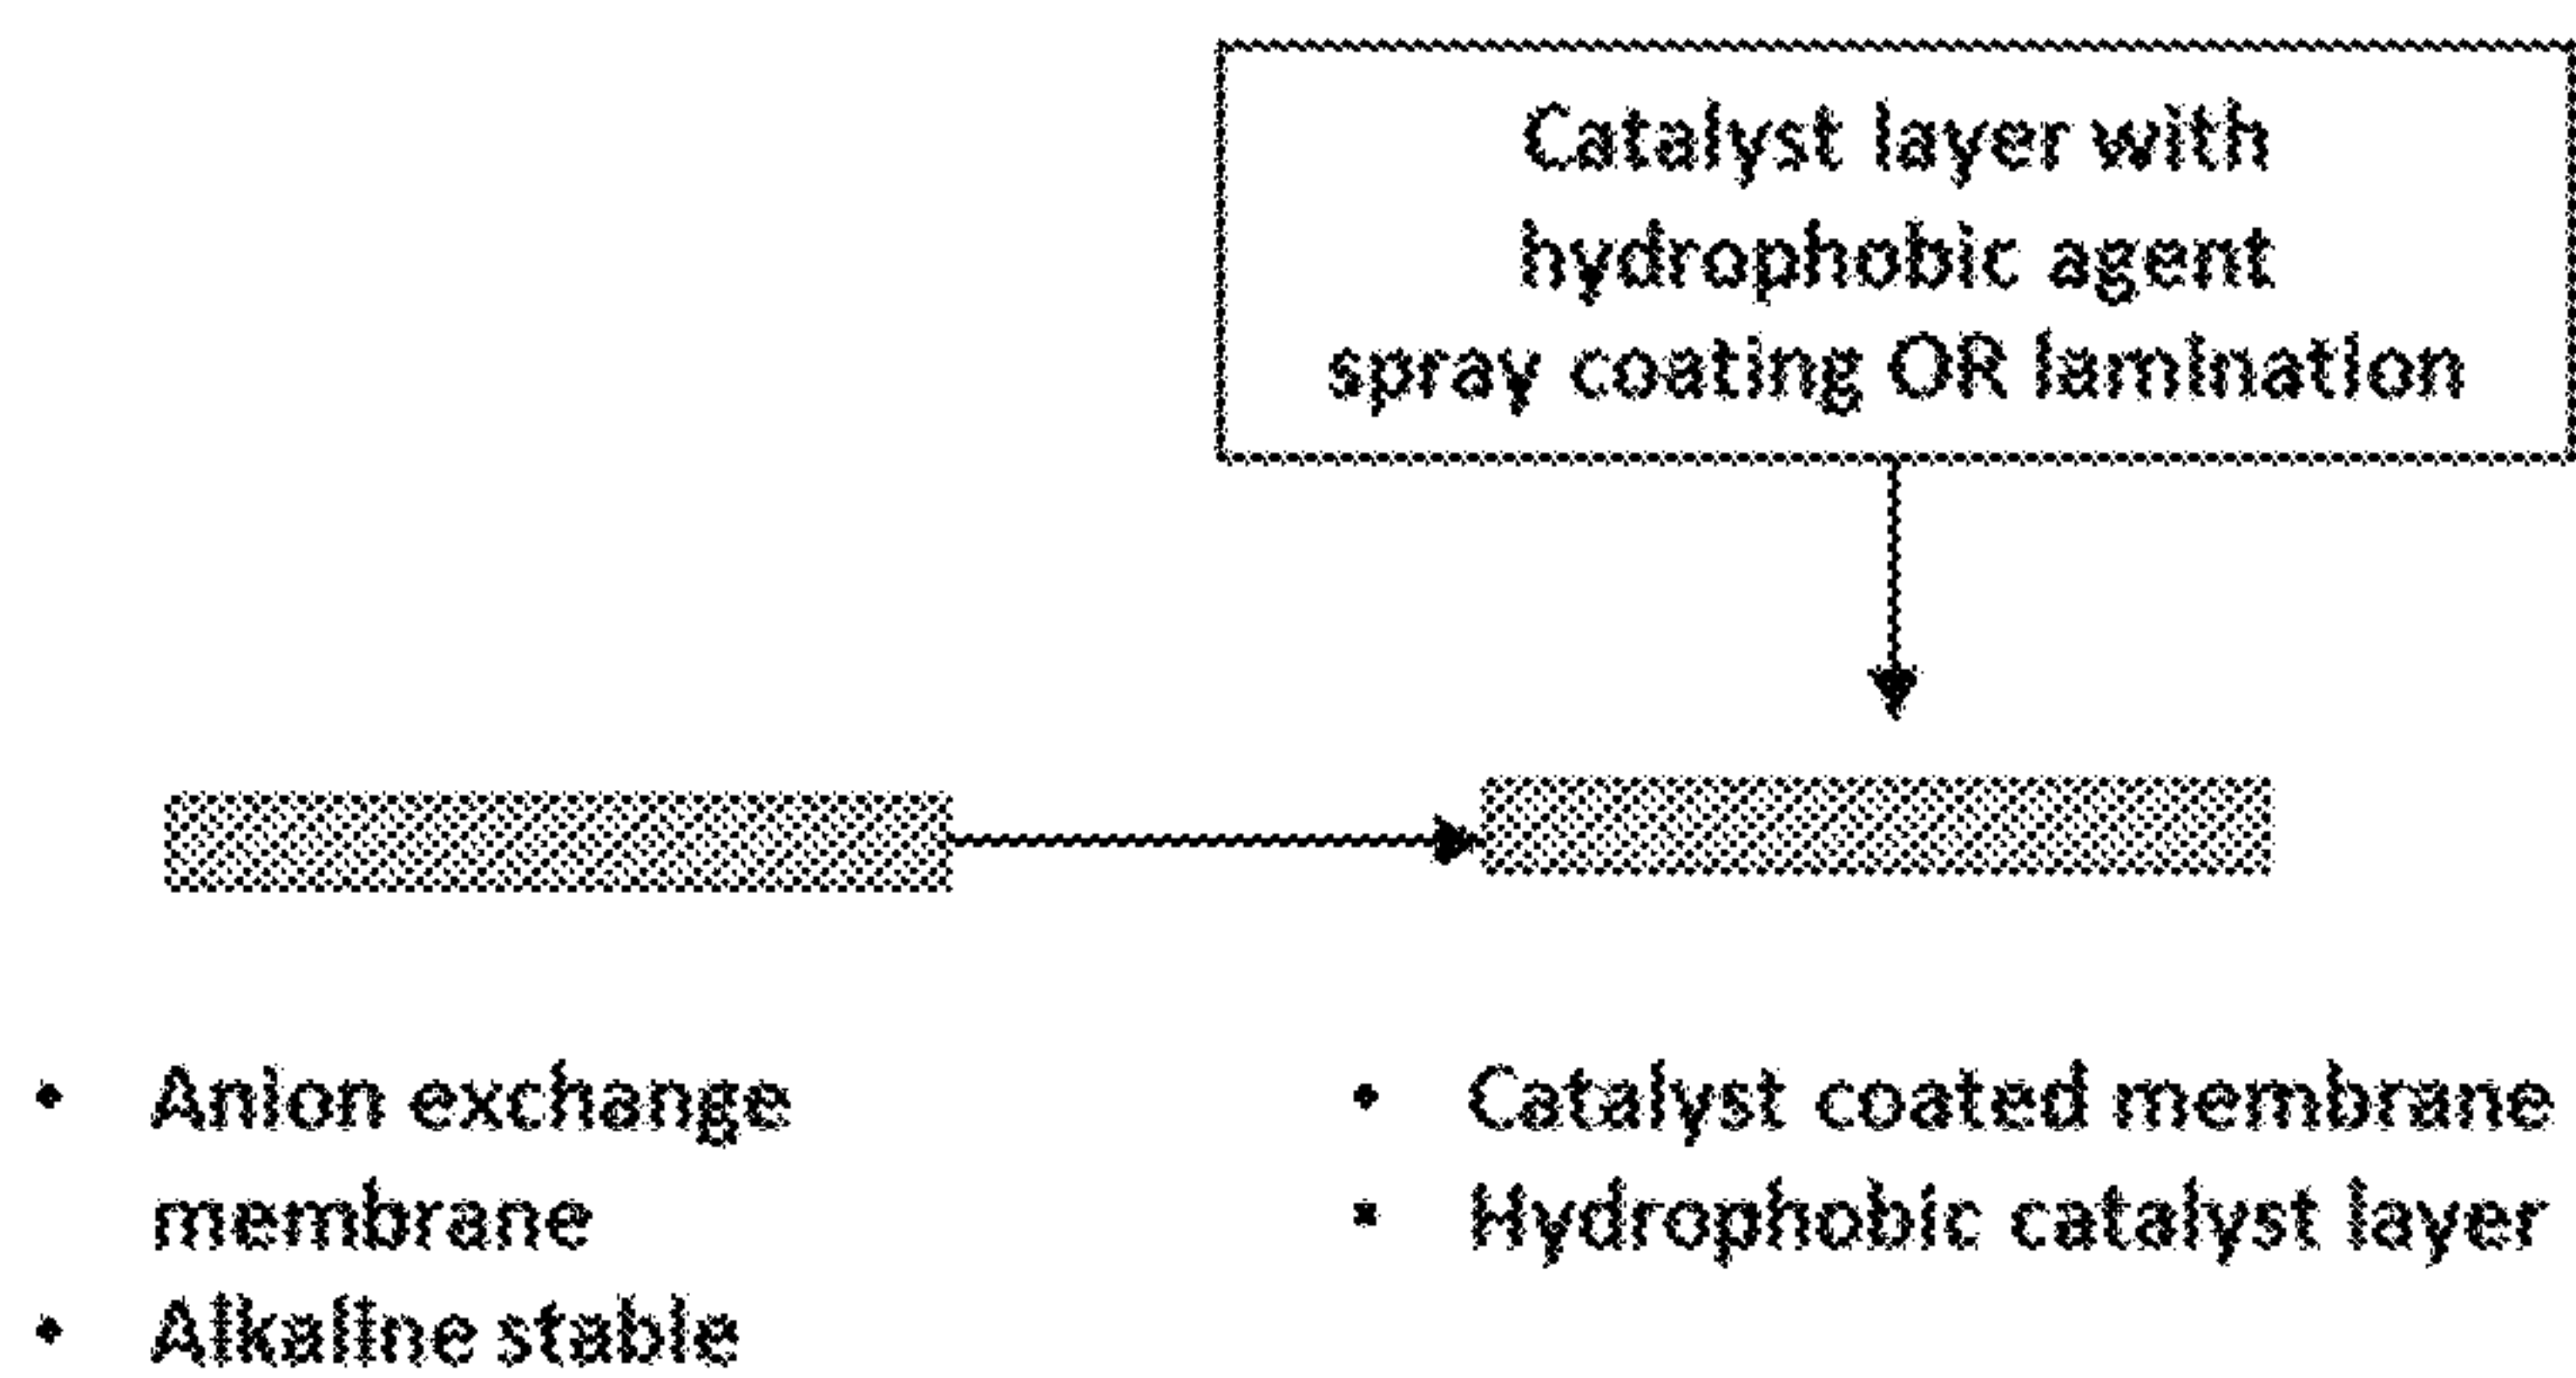 Catalyst layer with
hydrophobic agent
spray coating OR lamination
• Anion exchange
membrane
• Alkaline stable
• Catalyst coated membrane
• Hydrophobic catalyst layer